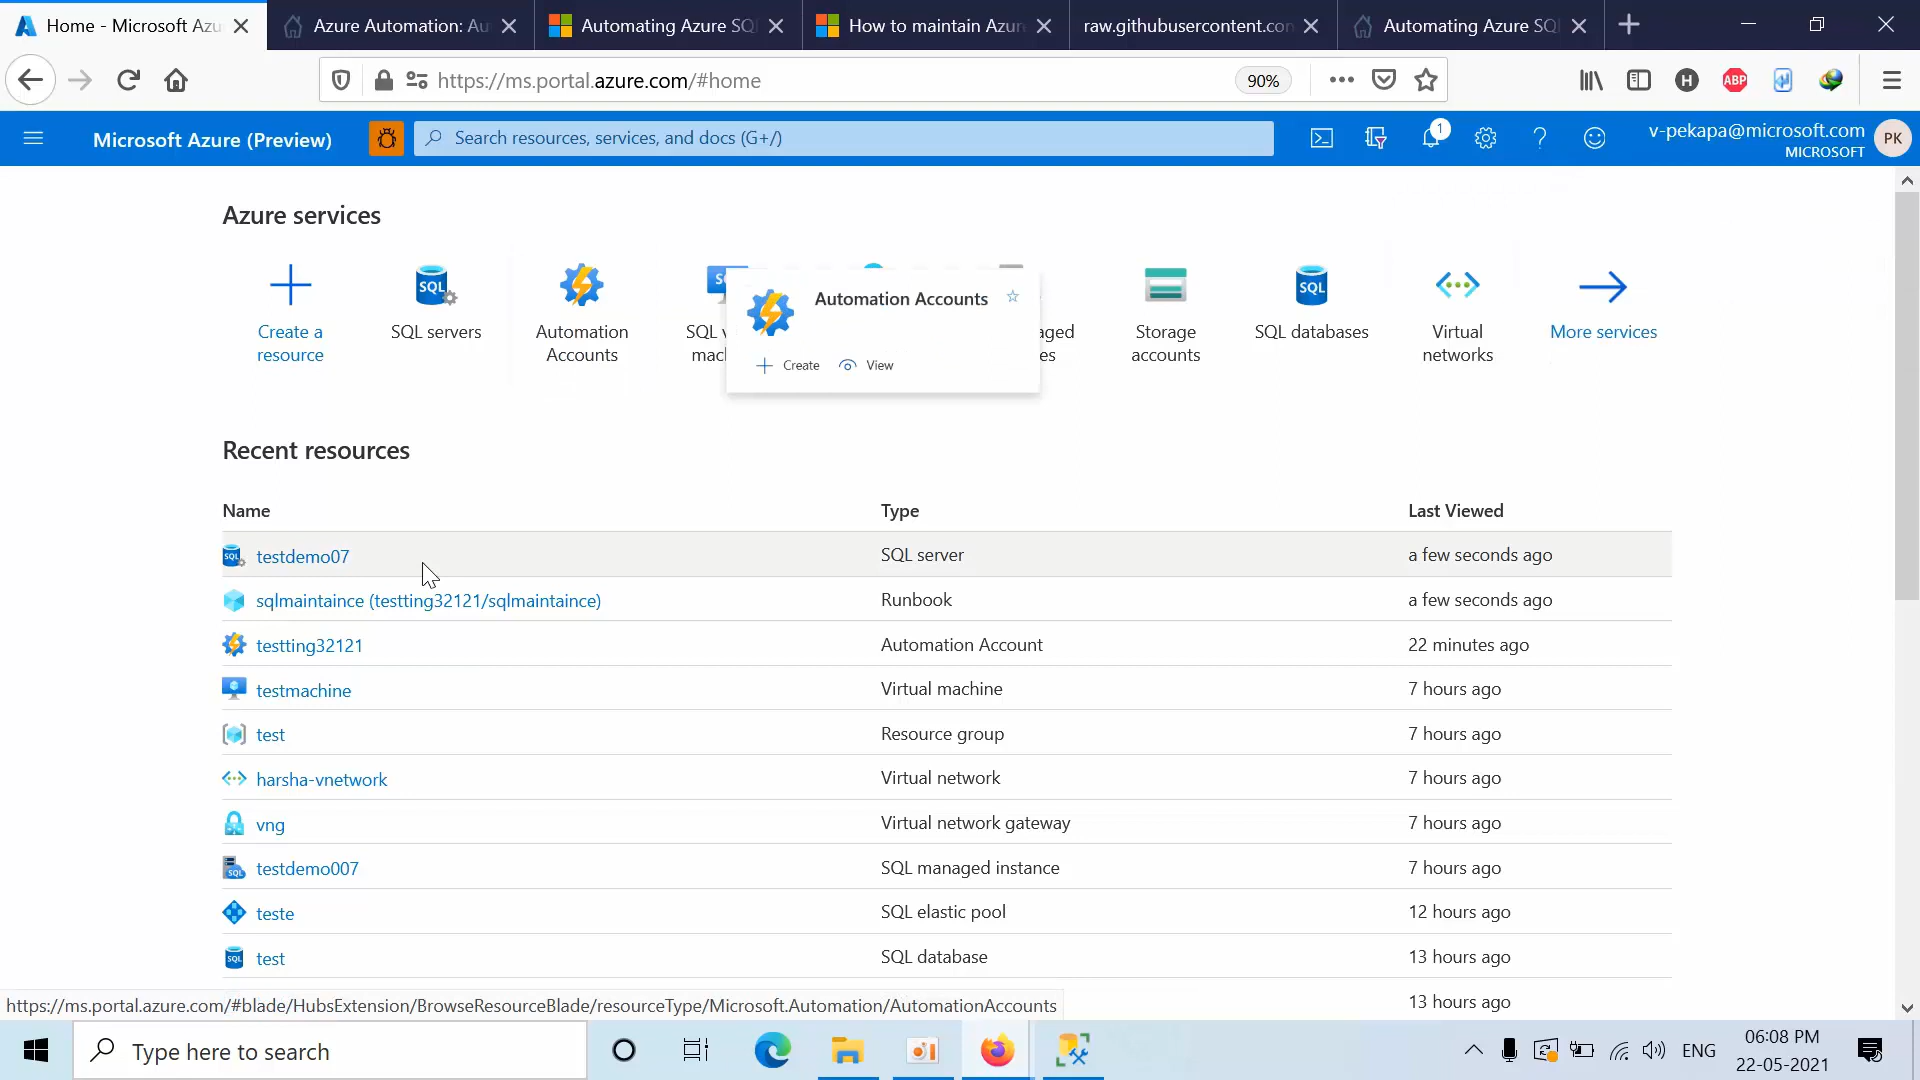 Home - Microsoft Azu
Azure Automation: Au
Automating Azure SQ
How to maintain Azur
raw.githubusercontent.con
Automating Azure SQ
https://ms.portal.azure.com/#home
90%
H
ABP
Microsoft Azure (Preview)
Search resources, services, and docs (G+/)
1
v-pekapa@microsoft.com
MICROSOFT
PK
Azure services
Create a
resource
SQL servers
Automation
Accounts
SQL v
mac
Automation Accounts
Create
View
aged
es
Storage
accounts
SQL databases
Virtual
networks
More services
Recent resources
Name Type Last Viewed
testdemo07 SQL server a few seconds ago
sqlmaintaince (testting32121/sqlmaintaince) Runbook a few seconds ago
testting32121 Automation Account 22 minutes ago
testmachine Virtual machine 7 hours ago
test Resource group 7 hours ago
harsha-vnetwork Virtual network 7 hours ago
vng Virtual network gateway 7 hours ago
testdemo007 SQL managed instance 7 hours ago
teste SQL elastic pool 12 hours ago
test SQL database 13 hours ago
13 hours ago
https://ms.portal.azure.com/#blade/HubsExtension/BrowseResourceBlade/resourceType/Microsoft.Automation/AutomationAccounts
Type here to search
ENG
06:08 PM
22-05-2021